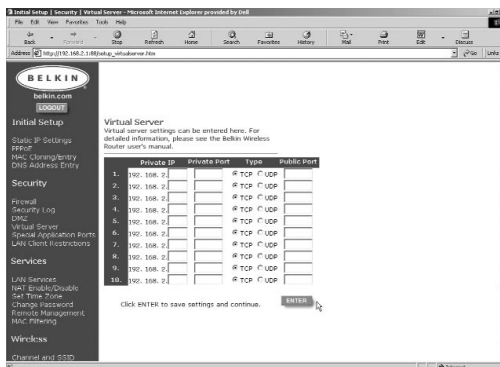 Initial Setup | Security | Virtual Server - Microsoft Internet Explorer provided by Dell
File Edit View Favorites Tools Help
Back Forward Stop Refresh Home Search Favorites History Mail Print Edit Discuss
Address http://192.168.2.1:88/setup_virtualserver.htm Go Links
BELKIN
belkin.com
LOGOUT
Initial Setup
Static IP Settings
PPPoE
MAC Cloning/Entry
DNS Address Entry
Security
Firewall
Security Log
DMZ
Virtual Server
Special Application Ports
LAN Client Restrictions
Services
LAN Services
NAT Enable/Disable
Set Time Zone
Change Password
Remote Management
MAC Filtering
Wireless
Channel and SSID
Virtual Server
Virtual server settings can be entered here. For
detailed information, please see the Belkin Wireless
Router user's manual.
Private IP Private Port Type Public Port
1. 192. 168. 2. TCP UDP
2. 192. 168. 2. TCP UDP
3. 192. 168. 2. TCP UDP
4. 192. 168. 2. TCP UDP
5. 192. 168. 2. TCP UDP
6. 192. 168. 2. TCP UDP
7. 192. 168. 2. TCP UDP
8. 192. 168. 2. TCP UDP
9. 192. 168. 2. TCP UDP
10. 192. 168. 2. TCP UDP
Click ENTER to save settings and continue. ENTER